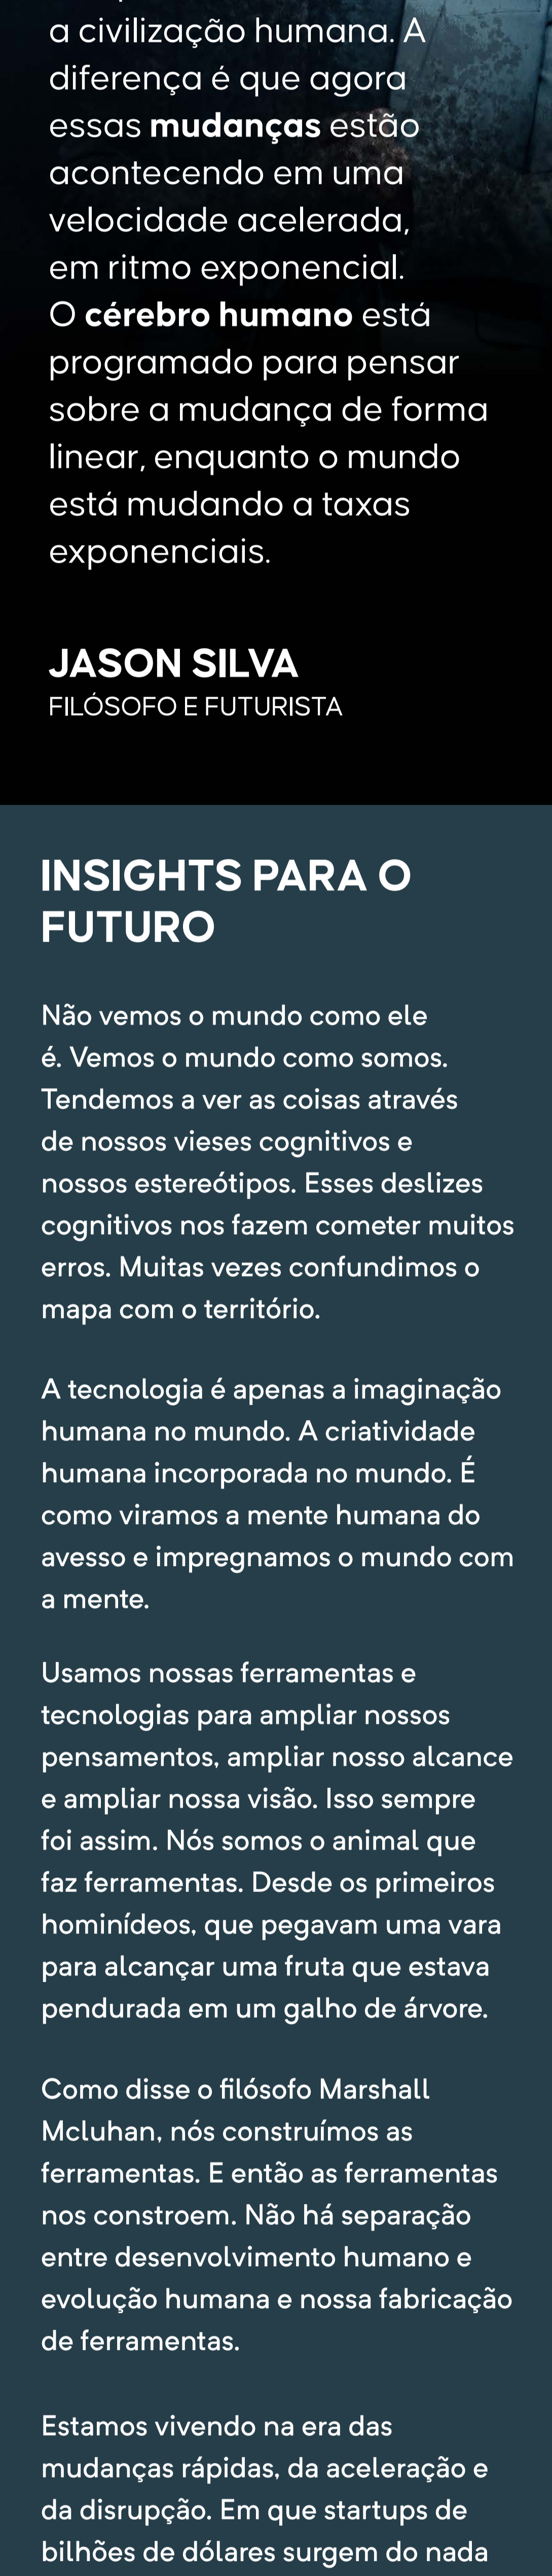 a civilização humana. A
diferença é que agora
essas mudanças estão
acontecendo em uma
velocidade acelerada,
em ritmo exponencial.
O cérebro humano está
programado para pensar
sobre a mudança de forma
linear, enquanto o mundo
está mudando a taxas
exponenciais.
JASON SILVA
FILÓSOFO E FUTURISTA
INSIGHTS PARA O
FUTURO
Não vemos o mundo como ele
é. Vemos o mundo como somos.
Tendemos a ver as coisas através
de nossos vieses cognitivos e
nossos estereótipos. Esses deslizes
cognitivos nos fazem cometer muitos
erros. Muitas vezes confundimos o
mapa com o território.
A tecnologia é apenas a imaginação
humana no mundo. A criatividade
humana incorporada no mundo. É
como viramos a mente humana do
avesso e impregnamos o mundo com
a mente.
Usamos nossas ferramentas e
tecnologias para ampliar nossos
pensamentos, ampliar nosso alcance
e ampliar nossa visão. Isso sempre
foi assim. Nós somos o animal que
faz ferramentas. Desde os primeiros
hominídeos, que pegavam uma vara
para alcançar uma fruta que estava
pendurada em um galho de árvore.
Como disse o filósofo Marshall
Mcluhan, nós construímos as
ferramentas. E então as ferramentas
nos constroem. Não há separação
entre desenvolvimento humano e
evolução humana e nossa fabricação
de ferramentas.
Estamos vivendo na era das
mudanças rápidas, da aceleração e
da disrupção. Em que startups de
bilhões de dólares surgem do nada